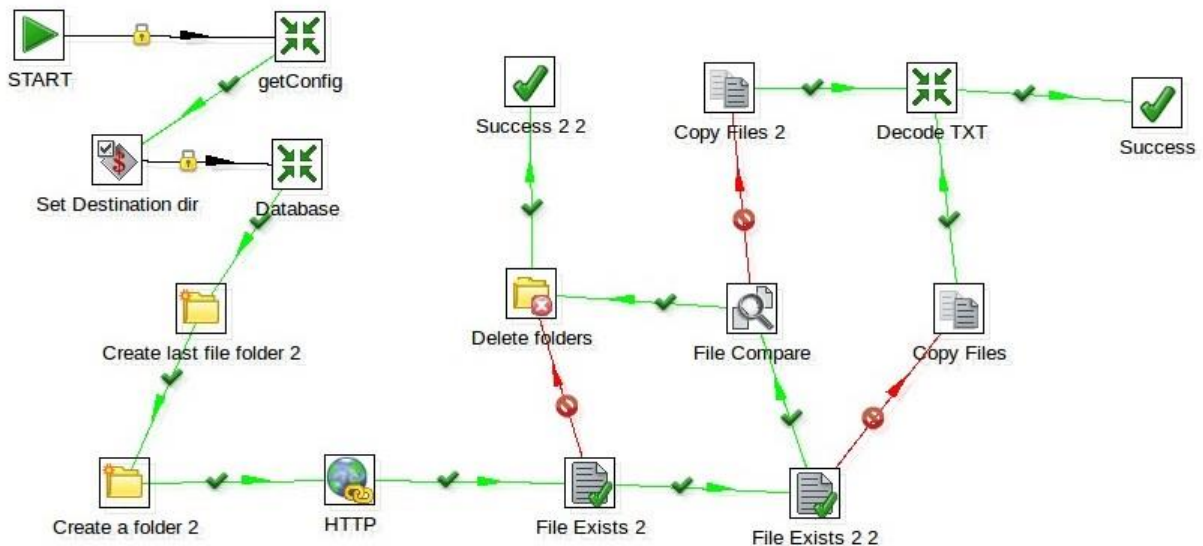 START
getConfig
Success 2 2
Copy Files 2
Decode TXT
Success
Set Destination dir
Database
Create last file folder 2
Delete folders
File Compare
Copy Files
Create a folder 2
HTTP
File Exists 2
File Exists 2 2